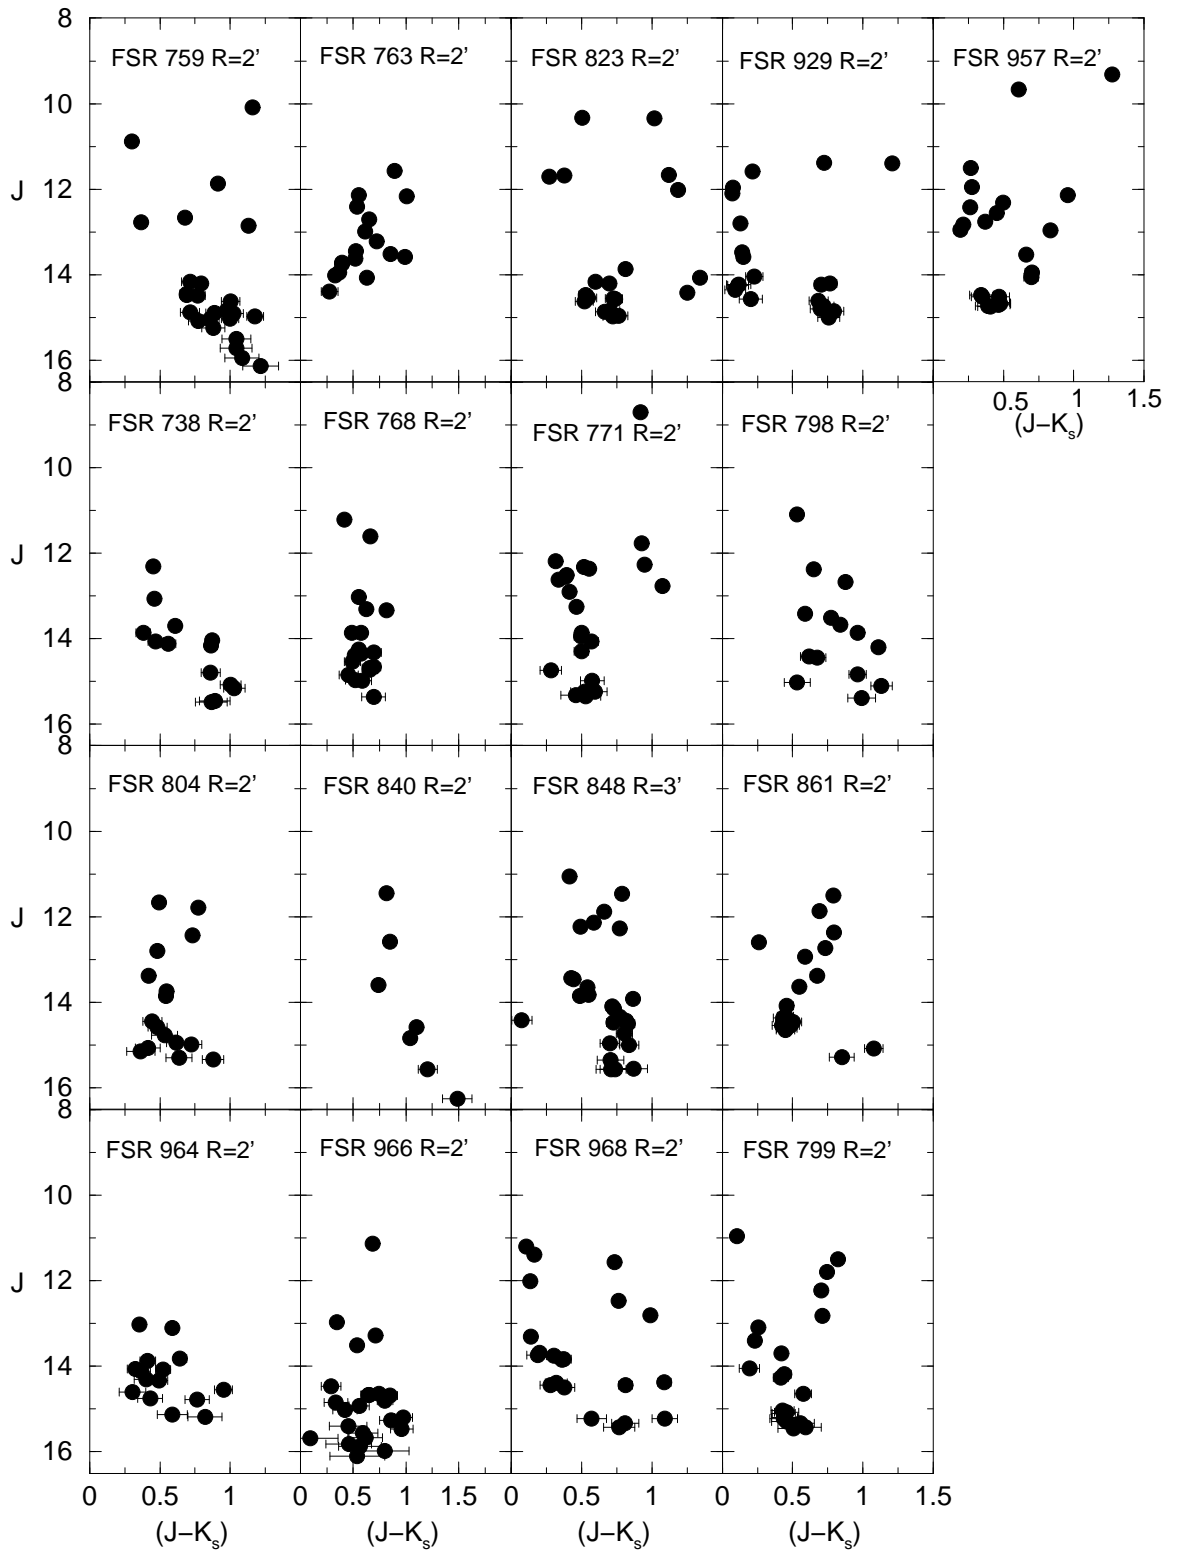 8
FSR 759 R=2’ FSR 763 R=2’ FSR 823 R=2’ FSR 929 R=2’ FSR 957 R=2’
10
J 12
14
16
8
0.5 1 1.5
(J−Ks)
FSR 738 R=2’ FSR 768 R=2’ FSR 771 R=2’ FSR 798 R=2’
10
J 12
14
16
8
FSR 804 R=2’ FSR 840 R=2’ FSR 848 R=3’ FSR 861 R=2’
10
J 12
14
16
8
FSR 964 R=2’ FSR 966 R=2’ FSR 968 R=2’ FSR 799 R=2’
10
J 12
14
16
0 0.5 1 0 0.5 1 1.5 0 0.5 1 0 0.5 1 1.5
(J−Ks) (J−Ks) (J−Ks) (J−Ks)